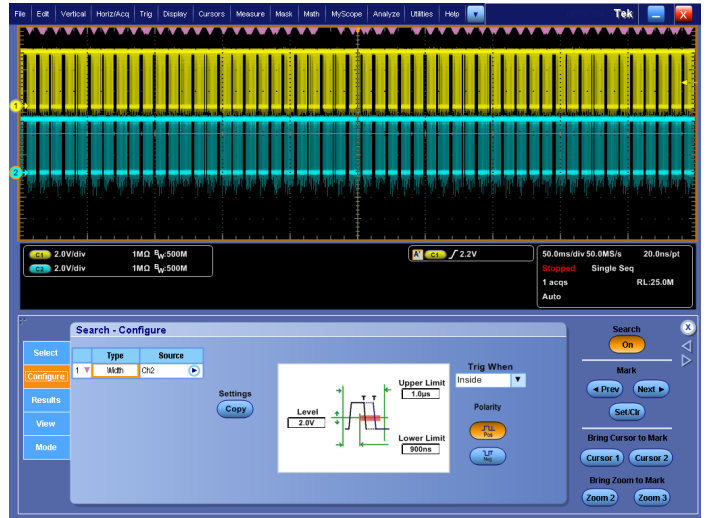 File Edit Vertical Horiz/Acq Trig Display Cursors Measure Mask Math MyScope Analyze Utilities Help Tek X
1
2
C1 2.0V/div 1MΩ BW:500M
C2 2.0V/div 1MΩ BW:500M
A' C1 2.2V
50.0ms/div 50.0MS/s 20.0ns/pt
Stopped Single Seq
1 acqs RL:25.0M
Auto
Search - Configure
Select
Configure
Results
View
Mode
Type Source
1 Width Ch2
Settings
Copy
Level
2.0V
T T
Upper Limit
1.0µs
Lower Limit
900ns
Trig When
Inside
Polarity
Pos
Neg
Search X
On
Mark
Prev Next
Set/Clr
Bring Cursor to Mark
Cursor 1 Cursor 2
Bring Zoom to Mark
Zoom 2 Zoom 3